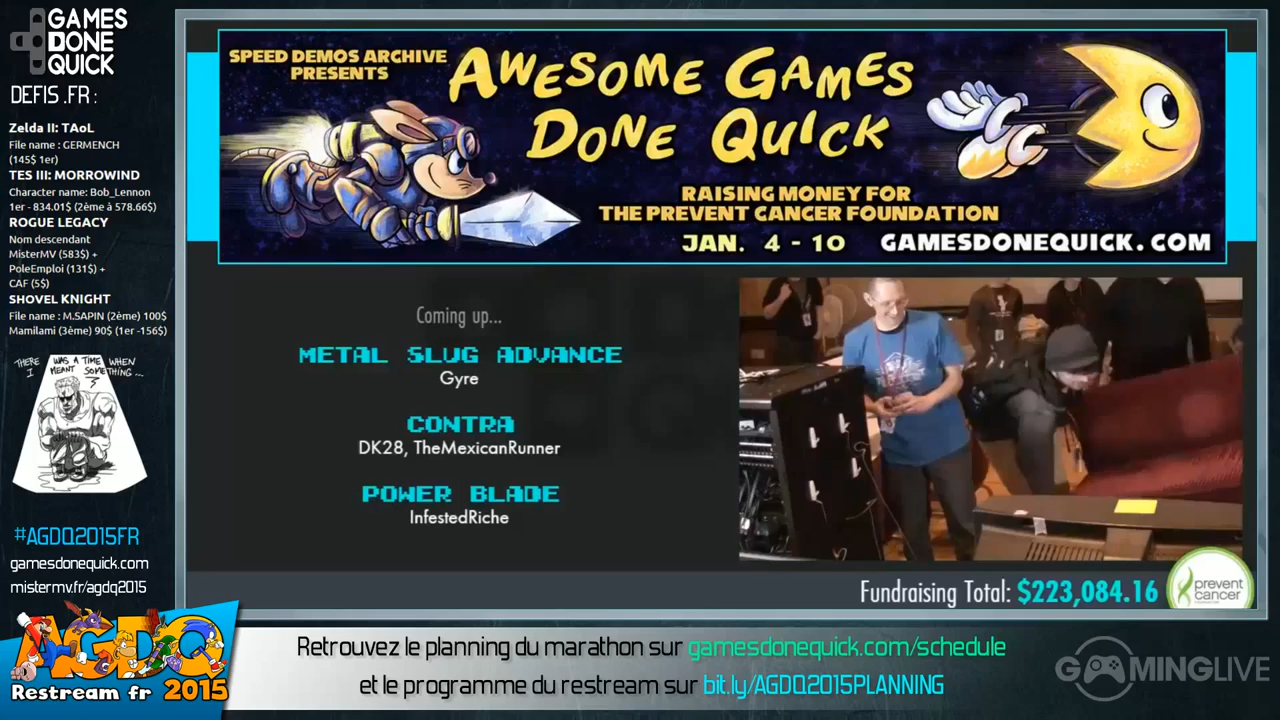 GAMES
DONE
QUICK
DEFIS .FR :
Zelda II: TAoL
File name : GERMENCH
(145$ 1er)
TES III: MORROWIND
Character name: Bob_Lennon
1er - 834.01$ (2ème à 578.66$)
ROGUE LEGACY
Nom descendant
MisterMV (583$) +
PoleEmploi (131$) +
CAF (5$)
SHOVEL KNIGHT
File name : M.SAPIN (2ème) 100$
Mamilami (3ème) 90$ (1er -156$)
THERE WAS A TIME WHEN
I MEANT SOMETHING...
#AGDQ2015FR
gamesdonequick.com
mistermv.fr/agdq2015
AGDQ
Restream fr 2015
SPEED DEMOS ARCHIVE
PRESENTS
AWESOME GAMES
DONE QUICK
RAISING MONEY FOR
THE PREVENT CANCER FOUNDATION
JAN. 4 - 10 GAMESDONEQUICK.COM
Coming up...
METAL SLUG ADVANCE
Gyre
CONTRA
DK28, TheMexicanRunner
POWER BLADE
InfestedRiche
Fundraising Total: $223,084.16
prevent
cancer
Retrouvez le planning du marathon sur gamesdonequick.com/schedule
et le programme du restream sur bit.ly/AGDQ2015PLANNING
GAMINGLIVE